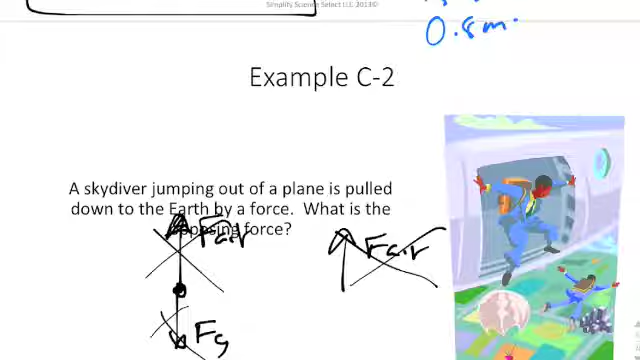 Simplify Science Select LLC 2013©
0.8m.
Example C-2
A skydiver jumping out of a plane is pulled
down to the Earth by a force. What is the
opposing force?
Fair
Fair
Fg